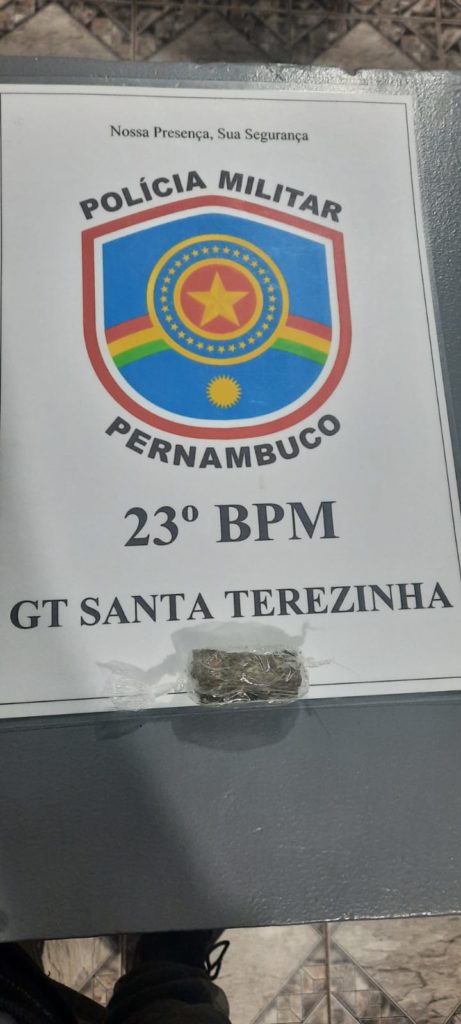 Nossa Presença, Sua Segurança
POLÍCIA MILITAR
PERNAMBUCO
23º BPM
GT SANTA TEREZINHA